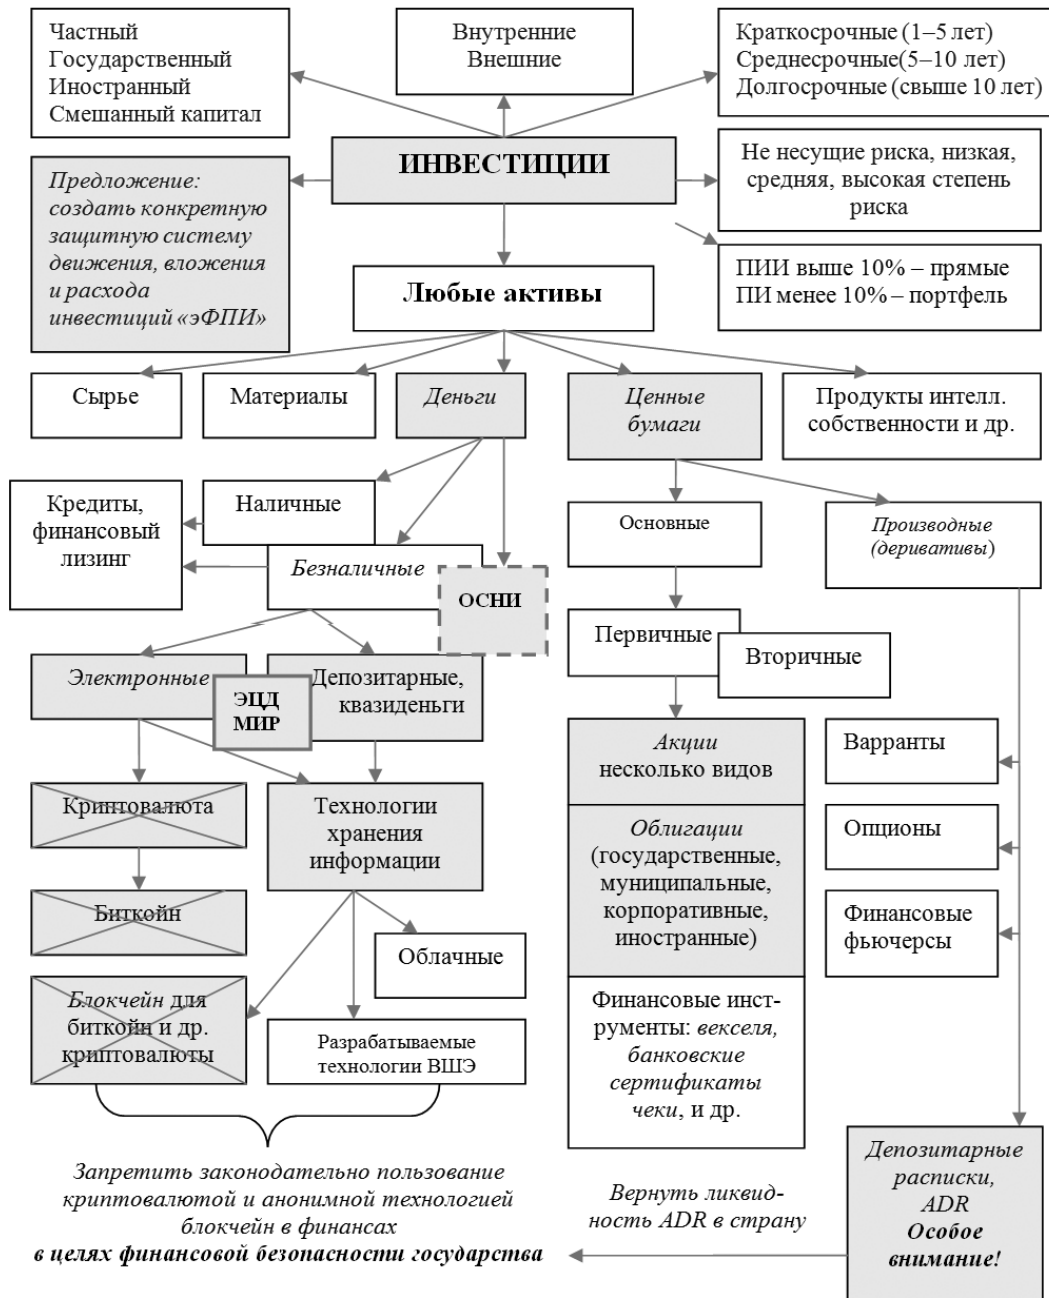 Частный
Государственный
Иностранный
Смешанный капитал
Внутренние
Внешние
Краткосрочные (1–5 лет)
Среднесрочные(5–10 лет)
Долгосрочные (свыше 10 лет)
ИНВЕСТИЦИИ
Предложение:
создать конкретную
защитную систему
движения, вложения
и расхода
инвестиций «эФПИ»
Не несущие риска, низкая,
средняя, высокая степень
риска
ПИИ выше 10% – прямые
ПИ менее 10% – портфель
Любые активы
Сырье
Материалы
Деньги
Ценные
бумаги
Продукты интелл.
собственности и др.
Кредиты,
финансовый
лизинг
Наличные
Безналичные
ОСНИ
Основные
Производные
(деривативы)
Первичные
Вторичные
Электронные
ЭЦД
МИР
Депозитарные,
квазиденьги
Акции
несколько видов
Варранты
Криптовалюта
Технологии
хранения
информации
Облигации
(государственные,
муниципальные,
корпоративные,
иностранные)
Опционы
Биткойн
Облачные
Финансовые
фьючерсы
Блокчейн для
биткойн и др.
криптовалюты
Разрабатываемые
технологии ВШЭ
Финансовые инст-
рументы: векселя,
банковские
сертификаты
чеки, и др.
Запретить законодательно пользование
криптовалютой и анонимной технологией
блокчейн в финансах
в целях финансовой безопасности государства
Вернуть ликвид-
ность ADR в страну
Депозитарные
расписки,
ADR
Особое
внимание!